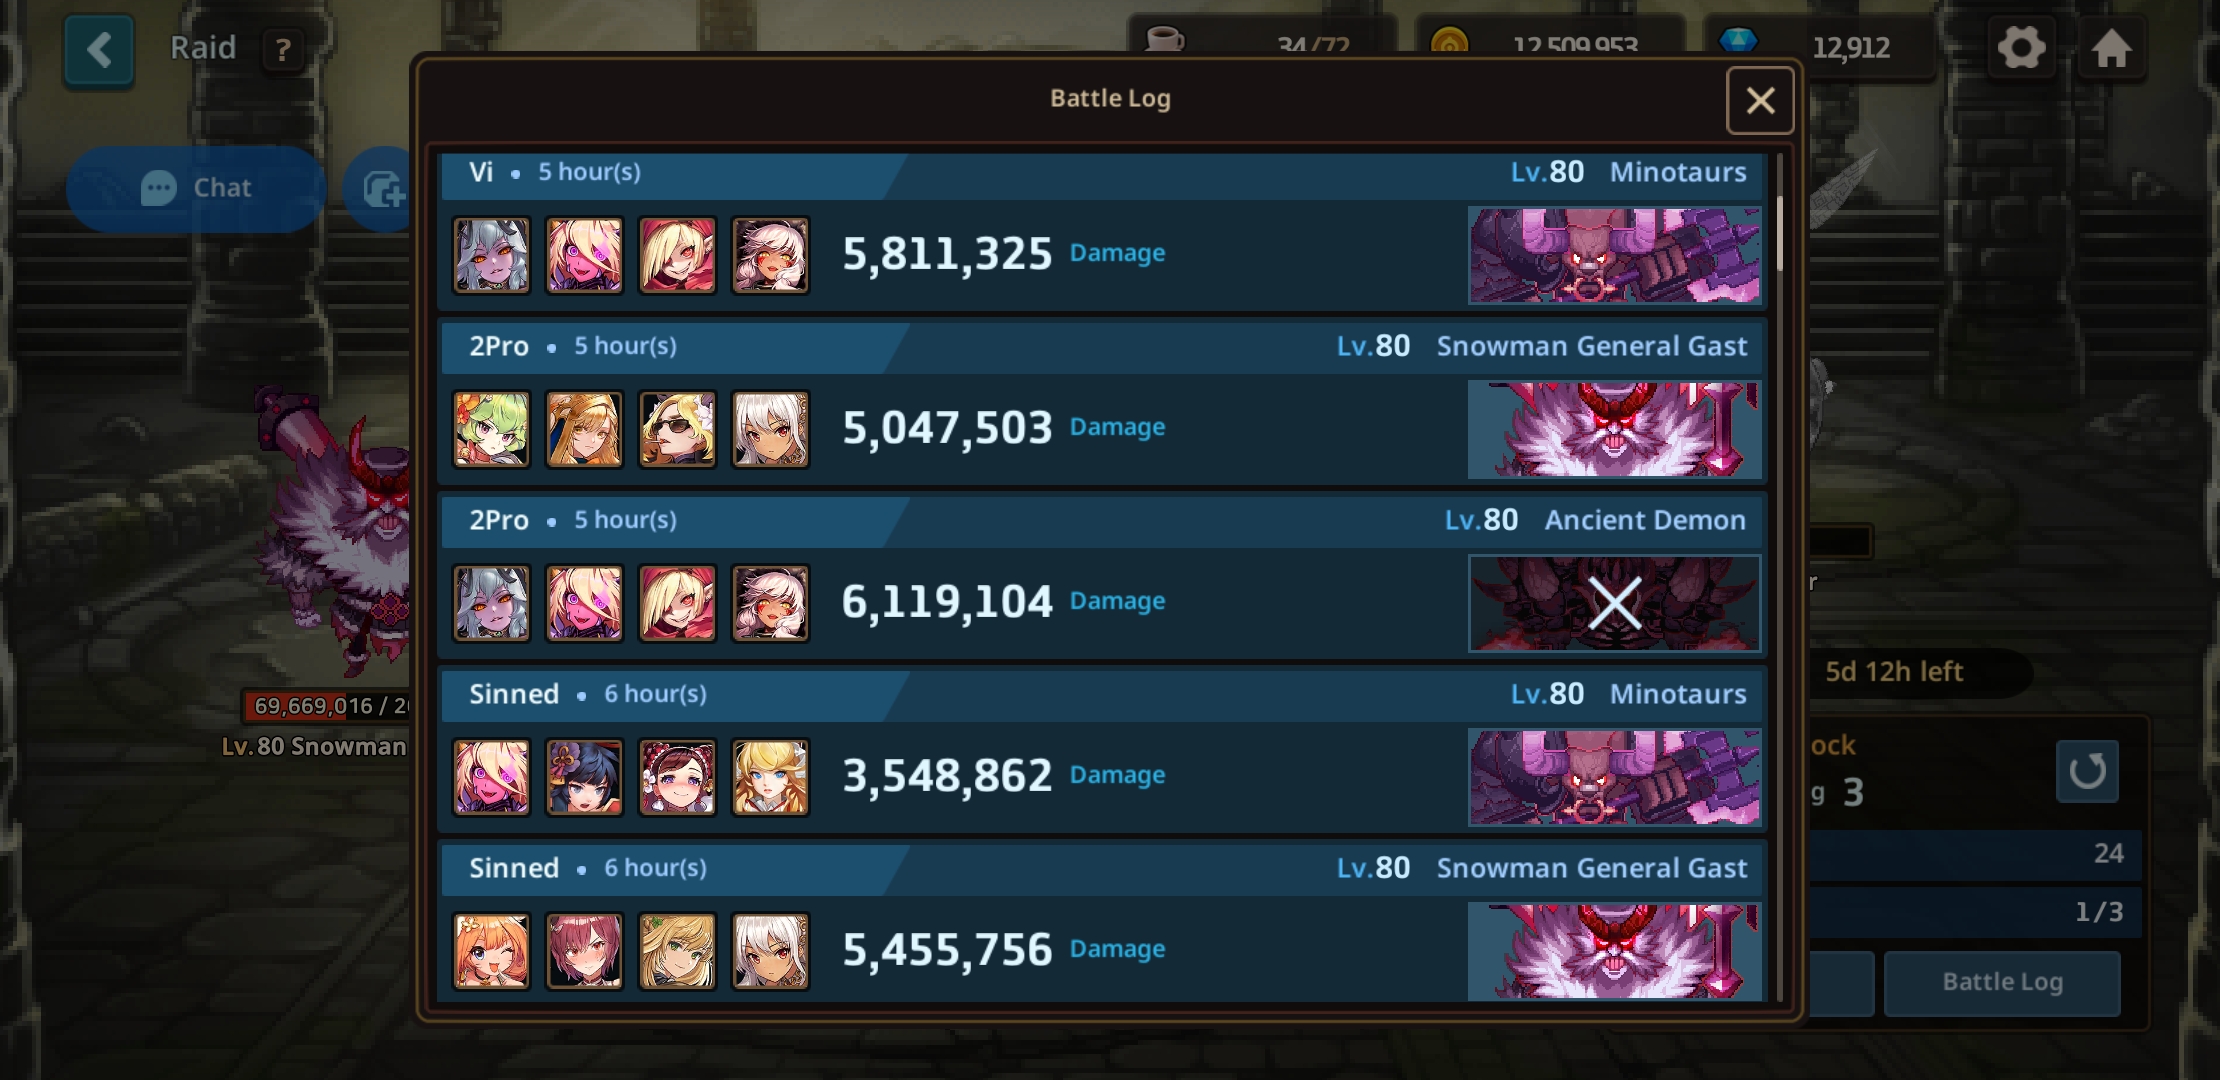 Raid ?
34/72
12,509,953
12,912
Battle Log
Chat
Vi • 5 hour(s) Lv.80 Minotaurs
5,811,325 Damage
2Pro • 5 hour(s) Lv.80 Snowman General Gast
5,047,503 Damage
2Pro • 5 hour(s) Lv.80 Ancient Demon
6,119,104 Damage
Sinned • 6 hour(s) Lv.80 Minotaurs
3,548,862 Damage
Sinned • 6 hour(s) Lv.80 Snowman General Gast
5,455,756 Damage
69,669,016 / 2
Lv.80 Snowman
r
5d 12h left
ock
g 3
24
1/3
Battle Log